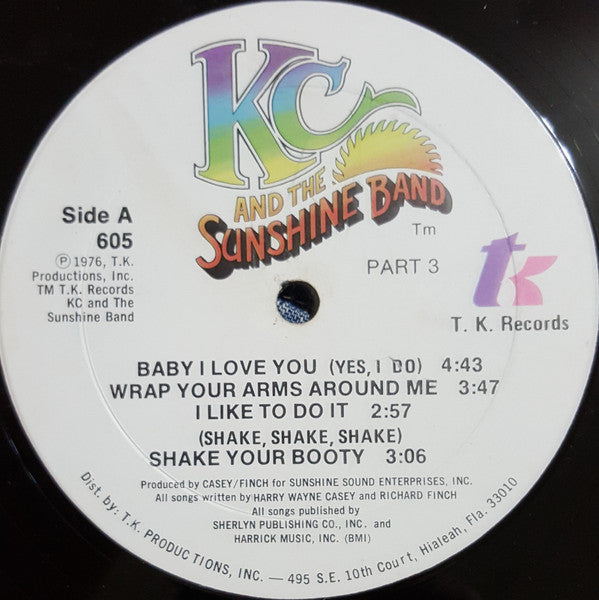 KC
AND THE
SUNSHINE BAND
Tm
Side A
605
℗1976, T.K.
Productions, Inc.
TM T.K. Records
KC and The
Sunshine Band
PART 3
tk
T. K. Records
BABY I LOVE YOU (YES, I DO) 4:43
WRAP YOUR ARMS AROUND ME 3:47
I LIKE TO DO IT 2:57
(SHAKE, SHAKE, SHAKE)
SHAKE YOUR BOOTY 3:06
Produced by CASEY/FINCH for SUNSHINE SOUND ENTERPRISES, INC.
All songs written by HARRY WAYNE CASEY and RICHARD FINCH
All songs published by
SHERLYN PUBLISHING CO., INC. and
HARRICK MUSIC, INC. (BMI)
Dist. by: T.K. PRODUCTIONS, INC. — 495 S.E. 10th Court, Hialeah, Fla. 33010